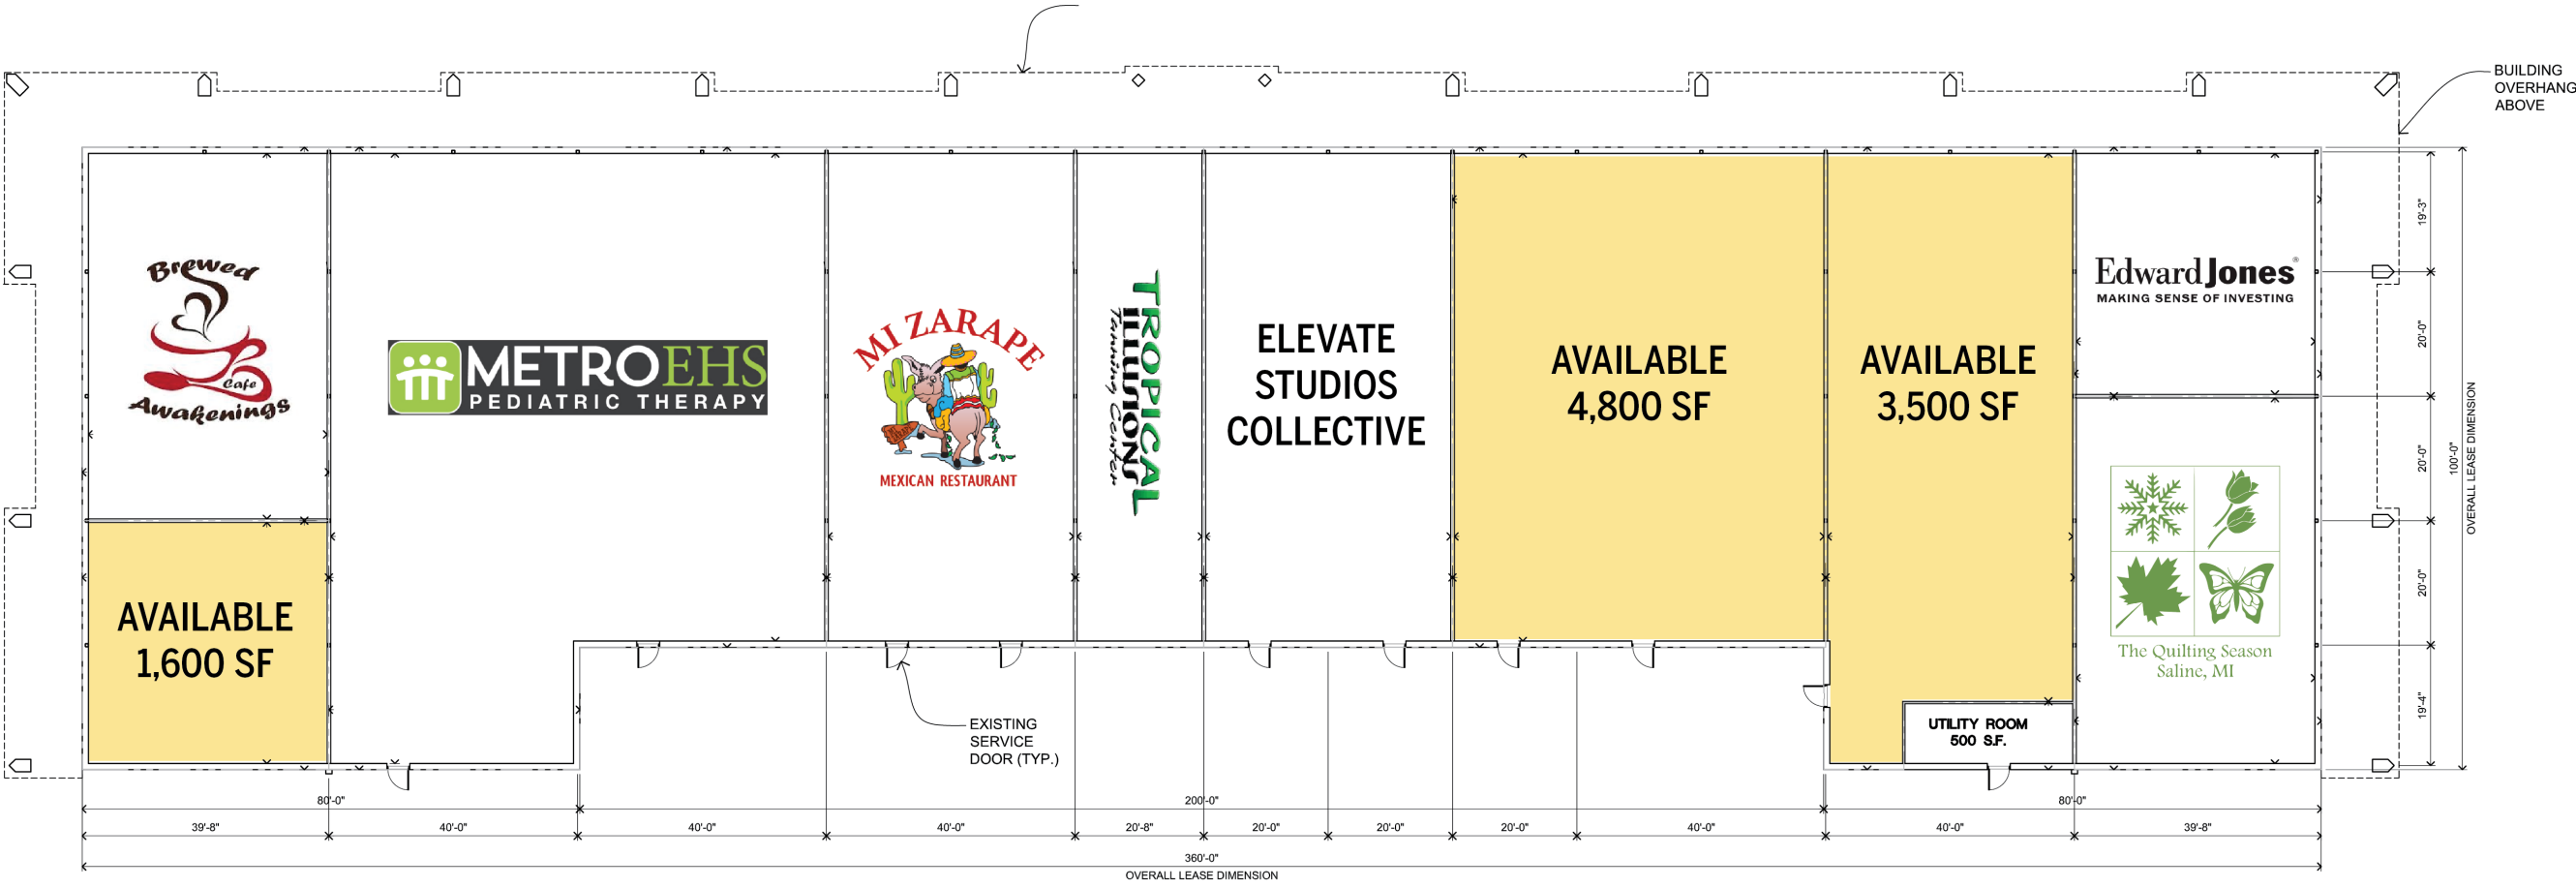 BUILDING
OVERHANG
ABOVE
Brewed
Cafe
Awakenings
METROEHS
PEDIATRIC THERAPY
MI ZARAPE
MEXICAN RESTAURANT
TROPICAL
ILLUSIONS
Tanning Center
ELEVATE
STUDIOS
COLLECTIVE
AVAILABLE
4,800 SF
AVAILABLE
3,500 SF
Edward Jones®
MAKING SENSE OF INVESTING
The Quilting Season
Saline, MI
AVAILABLE
1,600 SF
UTILITY ROOM
500 S.F.
EXISTING
SERVICE
DOOR (TYP.)
19'-3"
20'-0"
20'-0"
20'-0"
19'-4"
100'-0"
OVERALL LEASE DIMENSION
80'-0"
200'-0"
80'-0"
39'-8"
40'-0"
40'-0"
40'-0"
20'-8"
20'-0"
20'-0"
20'-0"
40'-0"
40'-0"
39'-8"
360'-0"
OVERALL LEASE DIMENSION